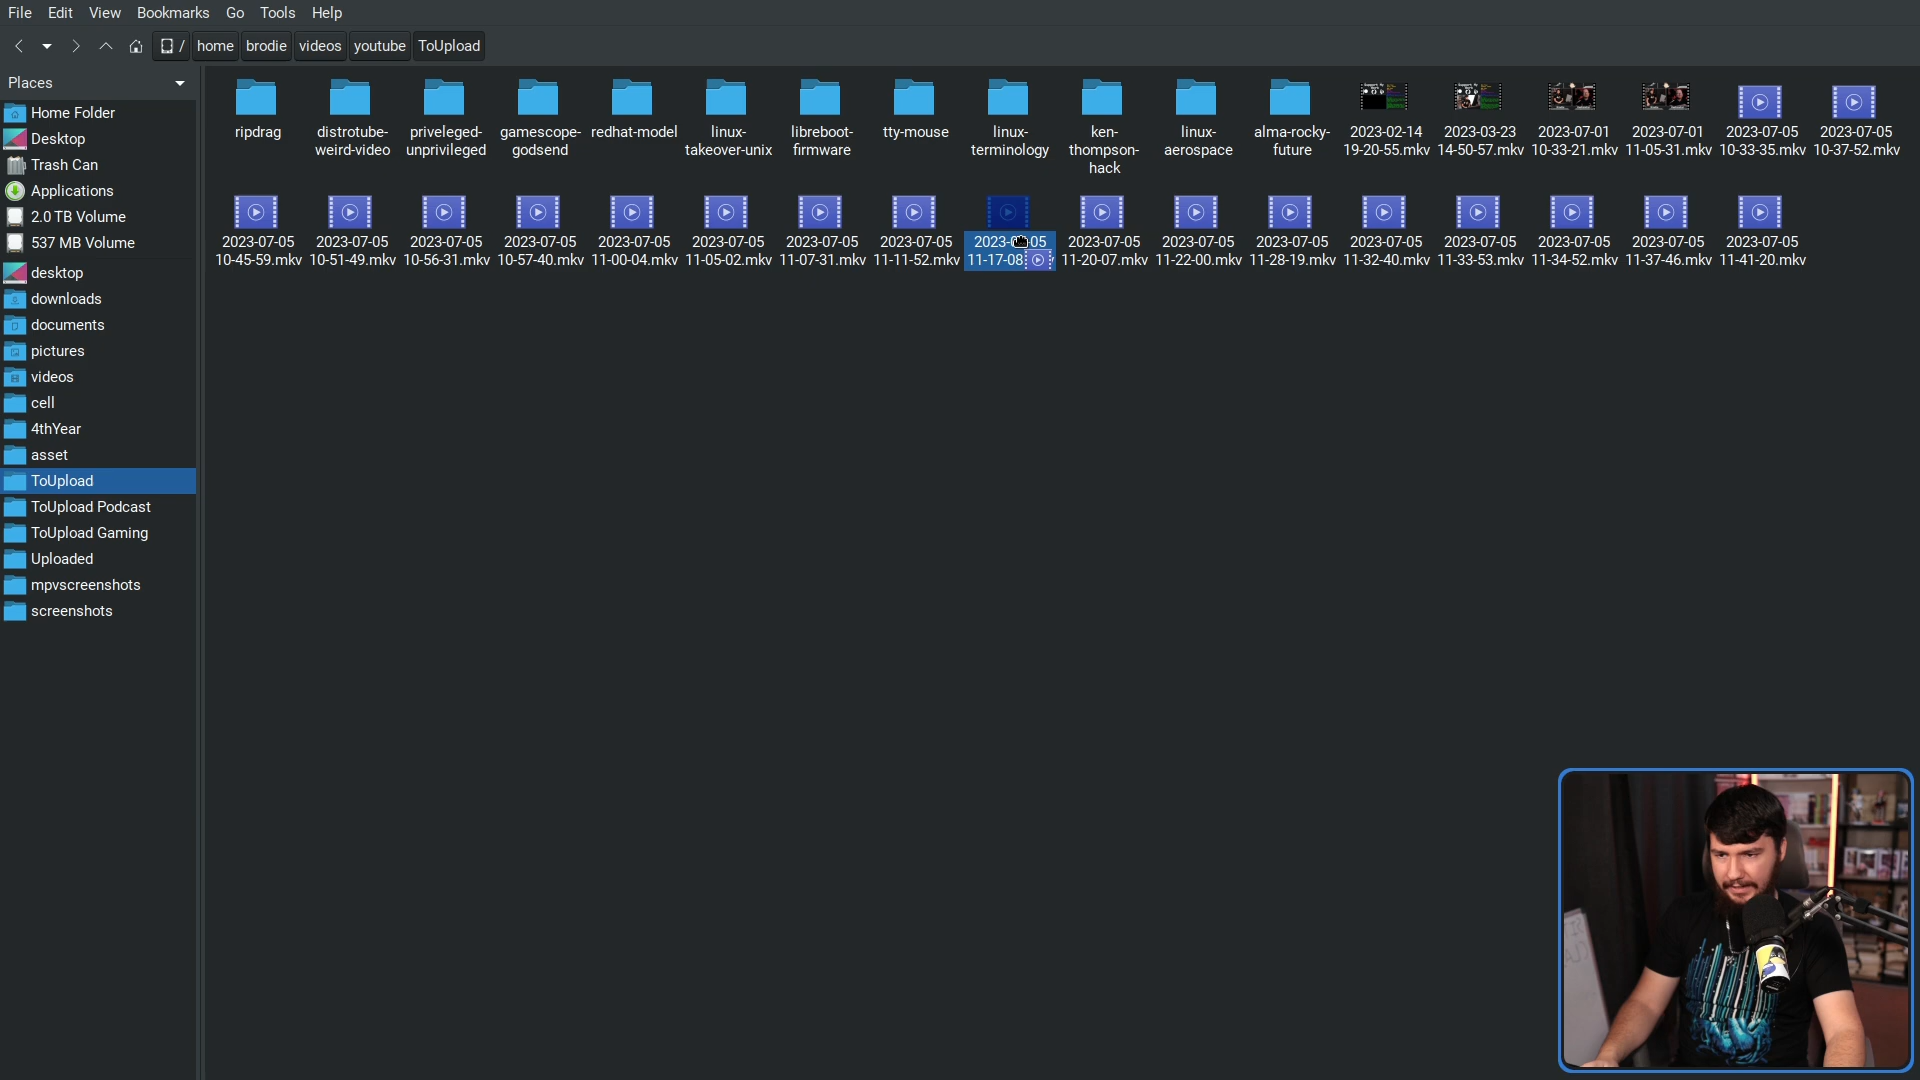 File Edit View Bookmarks Go Tools Help
/ home brodie videos youtube ToUpload
Places
Home Folder
Desktop
Trash Can
Applications
2.0 TB Volume
537 MB Volume
desktop
downloads
documents
pictures
videos
cell
4thYear
asset
ToUpload
ToUpload Podcast
ToUpload Gaming
Uploaded
mpvscreenshots
screenshots
ripdrag
distrotube-
weird-video
priveleged-
unprivileged
gamescope-
godsend
redhat-model
linux-
takeover-unix
libreboot-
firmware
tty-mouse
linux-
terminology
ken-
thompson-
hack
linux-
aerospace
alma-rocky-
future
2023-02-14
19-20-55.mkv
2023-03-23
14-50-57.mkv
2023-07-01
10-33-21.mkv
2023-07-01
11-05-31.mkv
2023-07-05
10-33-35.mkv
2023-07-05
10-37-52.mkv
2023-07-05
10-45-59.mkv
2023-07-05
10-51-49.mkv
2023-07-05
10-56-31.mkv
2023-07-05
10-57-40.mkv
2023-07-05
11-00-04.mkv
2023-07-05
11-05-02.mkv
2023-07-05
11-07-31.mkv
2023-07-05
11-11-52.mkv
11-17-08
2023-07-05
11-20-07.mkv
2023-07-05
11-22-00.mkv
2023-07-05
11-28-19.mkv
2023-07-05
11-32-40.mkv
2023-07-05
11-33-53.mkv
2023-07-05
11-34-52.mkv
2023-07-05
11-37-46.mkv
2023-07-05
11-41-20.mkv